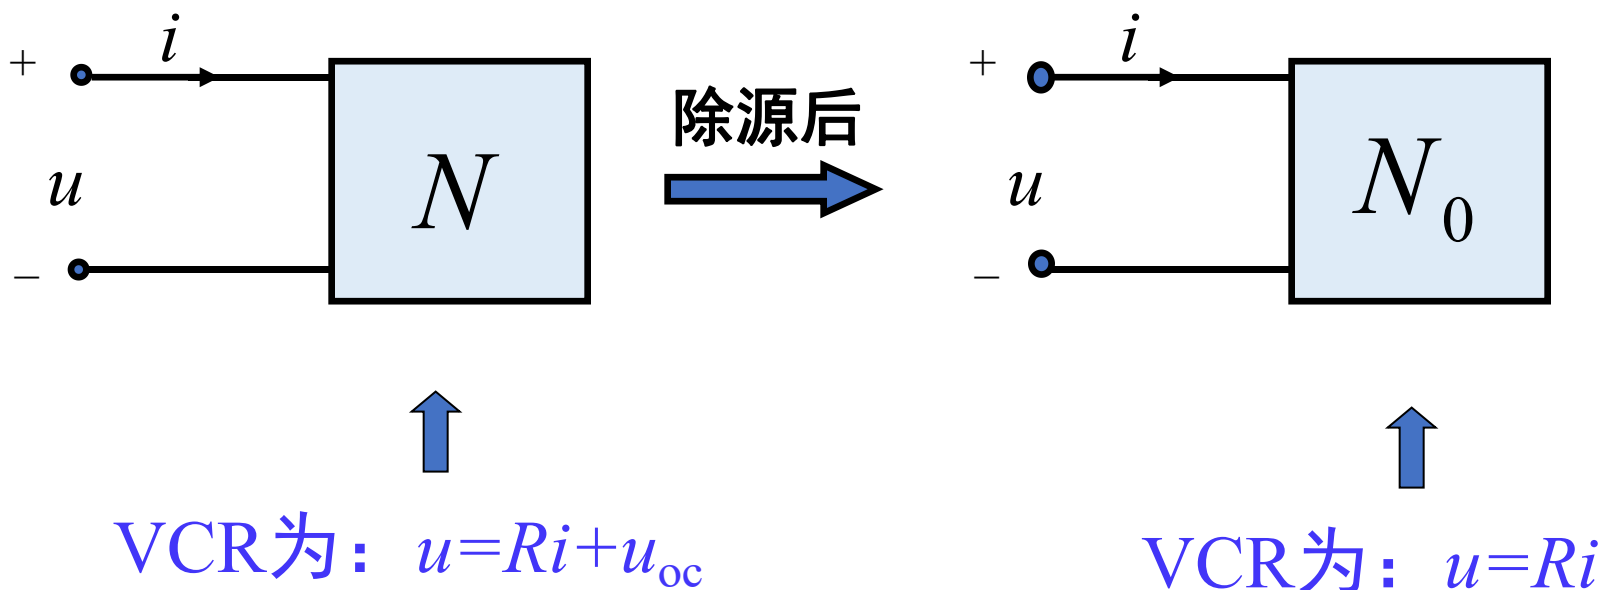 + i
u N
−
除源后
+ i
u N₀
−
VCR为：u=Ri+uoc
VCR为：u=Ri